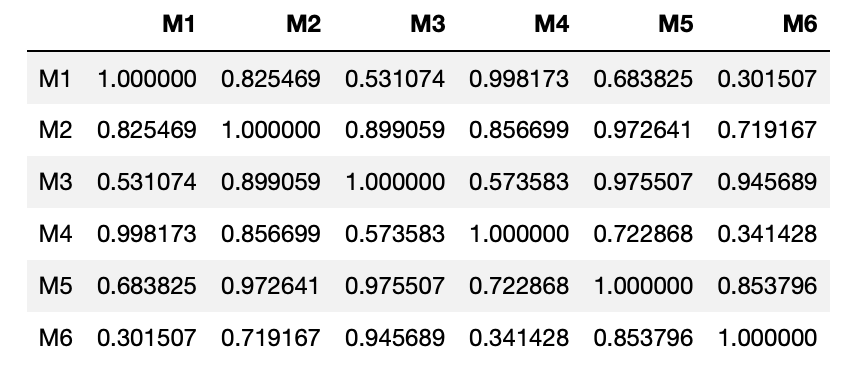 M1 M2 M3 M4 M5 M6
M1 1.000000 0.825469 0.531074 0.998173 0.683825 0.301507
M2 0.825469 1.000000 0.899059 0.856699 0.972641 0.719167
M3 0.531074 0.899059 1.000000 0.573583 0.975507 0.945689
M4 0.998173 0.856699 0.573583 1.000000 0.722868 0.341428
M5 0.683825 0.972641 0.975507 0.722868 1.000000 0.853796
M6 0.301507 0.719167 0.945689 0.341428 0.853796 1.000000